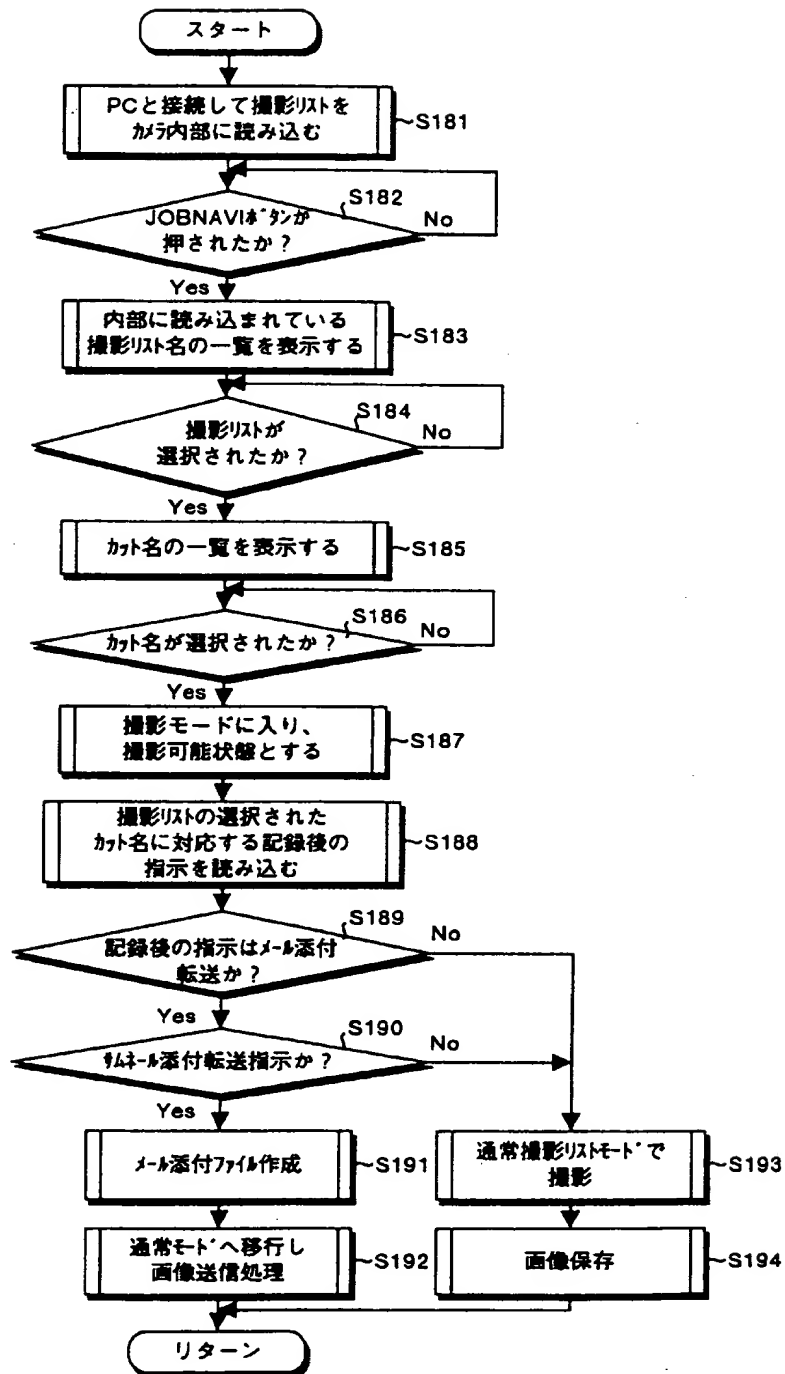 スタート
PCと接続して撮影リストを
ｶﾒﾗ内部に読み込む
S181
S182
JOBNAVIﾎﾞﾀﾝが
押されたか？
No
Yes
内部に読み込まれている
撮影リスト名の一覧を表示する
S183
S184
撮影リストが
選択されたか？
No
Yes
ｶｯﾄ名の一覧を表示する
S185
S186
ｶｯﾄ名が選択されたか？
No
Yes
撮影モードに入り、
撮影可能状態とする
S187
撮影ﾘｽﾄの選択された
ｶｯﾄ名に対応する記録後の
指示を読み込む
S188
S189
記録後の指示はﾒｰﾙ添付
転送か？
No
Yes
S190
ｻﾑﾈｰﾙ添付転送指示か？
No
Yes
ﾒｰﾙ添付ﾌｧｲﾙ作成
S191
通常撮影ﾘｽﾄﾓｰﾄﾞで
撮影
S193
通常ﾓｰﾄﾞへ移行し
画像送信処理
S192
画像保存
S194
リターン